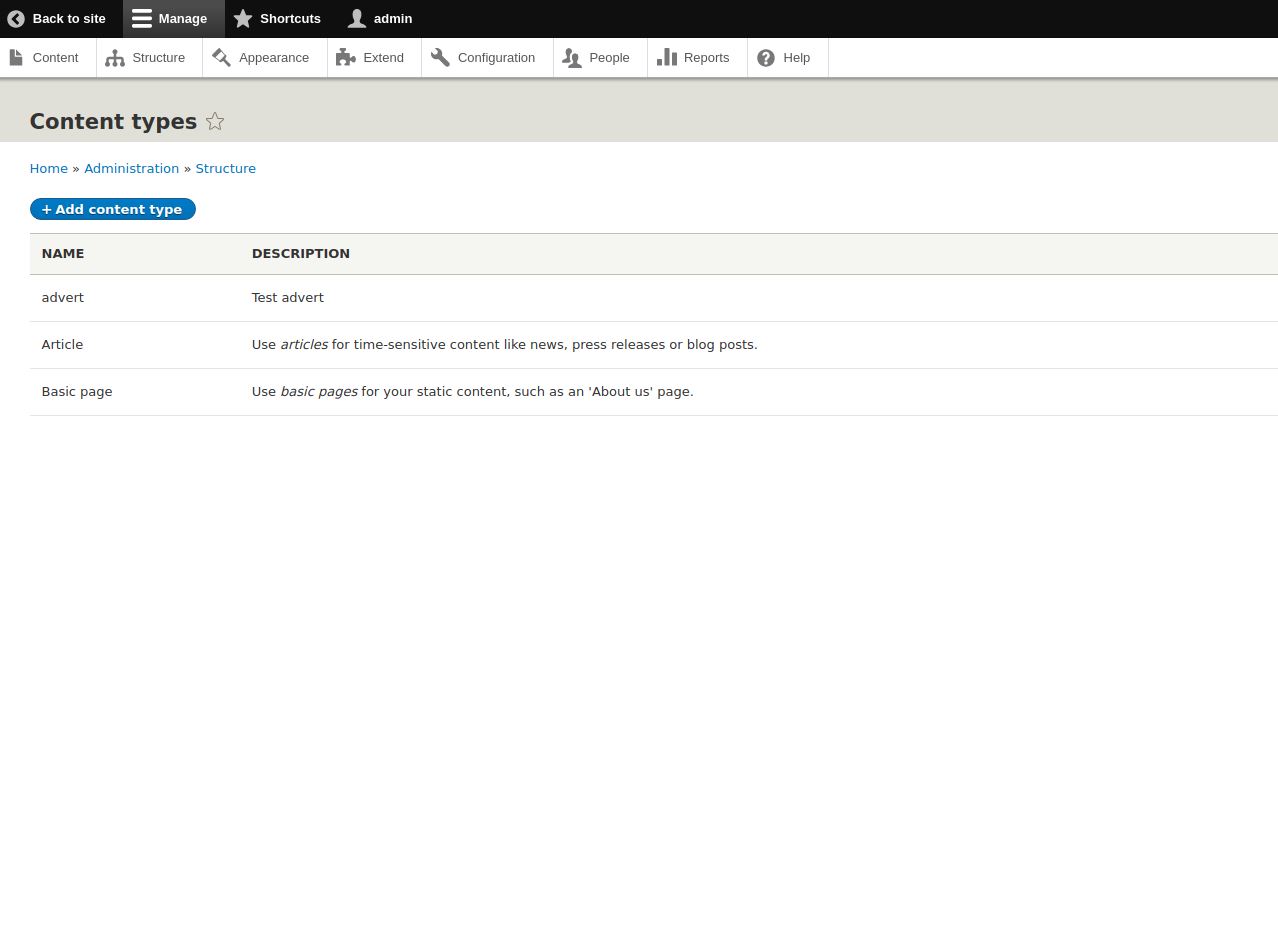 Back to site Manage Shortcuts admin
Content Structure Appearance Extend Configuration People Reports Help
Content types
Home » Administration » Structure
+ Add content type
NAME DESCRIPTION
advert Test advert
Article Use articles for time-sensitive content like news, press releases or blog posts.
Basic page Use basic pages for your static content, such as an 'About us' page.